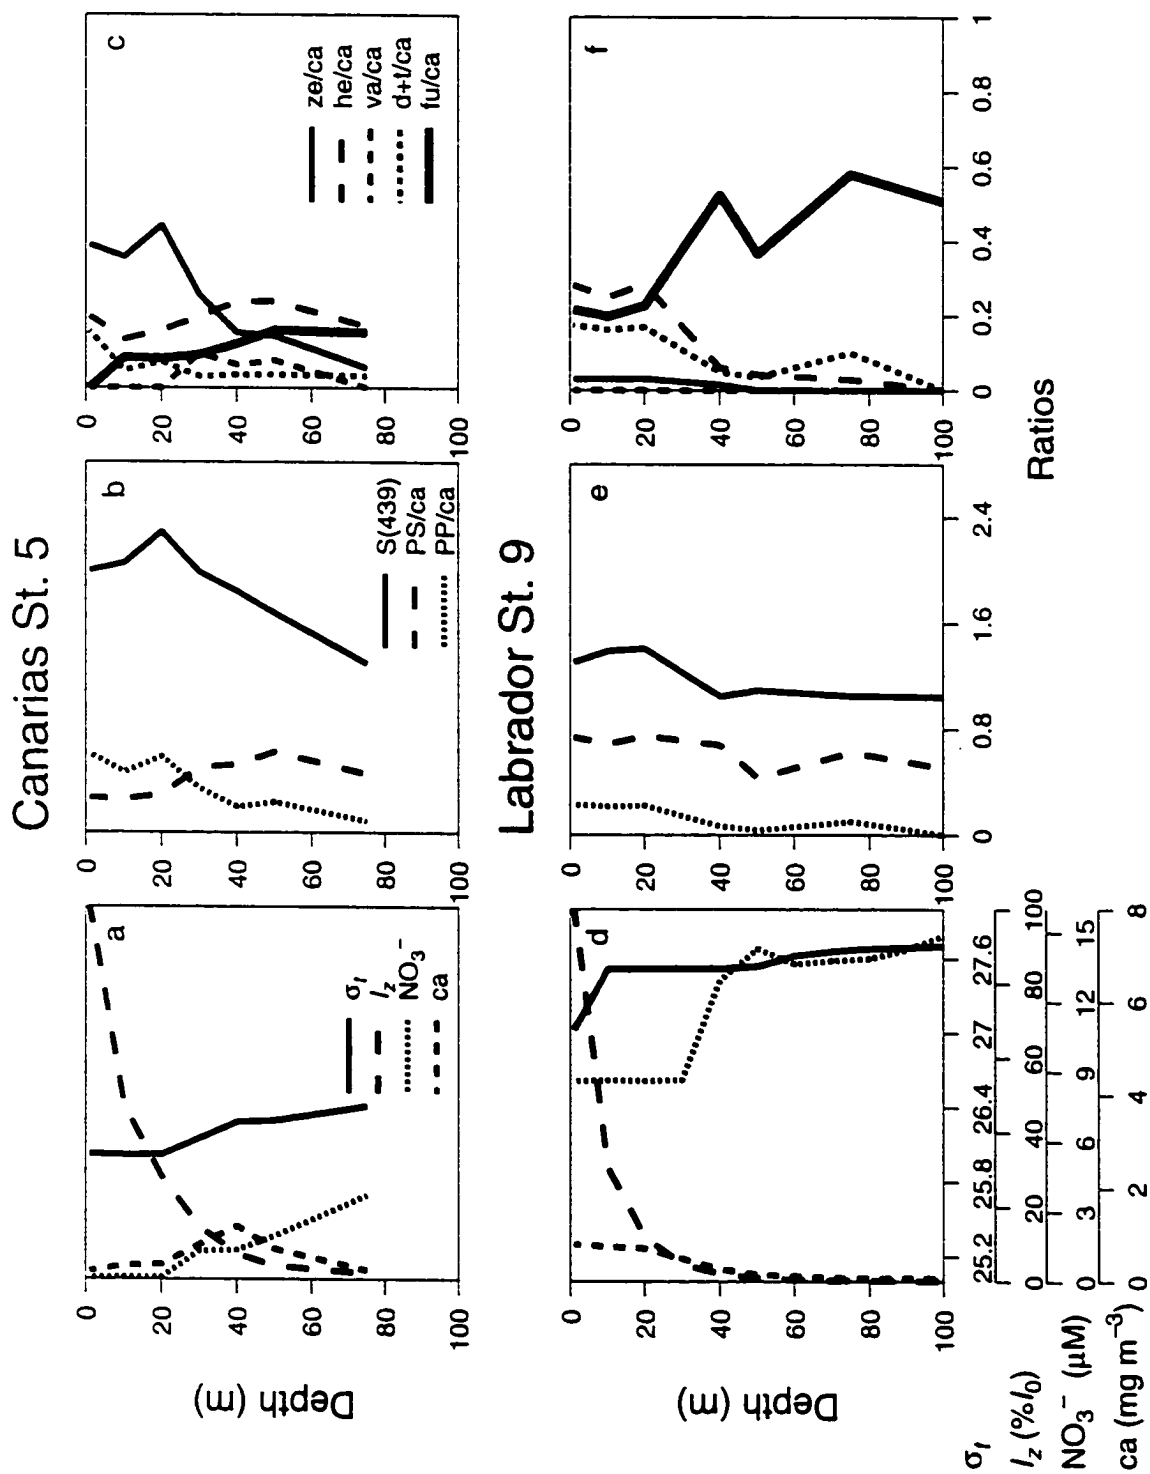 Canarias St. 5
Depth (m)
0
20
40
60
80
100
a
σt
Iz
NO3−
ca
0
20
40
60
80
100
b
S(439)
PS/ca
PP/ca
0
20
40
60
80
100
c
ze/ca
he/ca
va/ca
d+t/ca
fu/ca
Labrador St. 9
Depth (m)
0
20
40
60
80
100
d
0
20
40
60
80
100
e
0
20
40
60
80
100
f
σt 25.2 25.8 26.4 27 27.6
Iz (%I0) 0 20 40 60 80 100
NO3− (μM) 0 3 6 9 12 15
ca (mg m−3) 0 2 4 6 8
0 0.8 1.6 2.4
0 0.2 0.4 0.6 0.8 1
Ratios